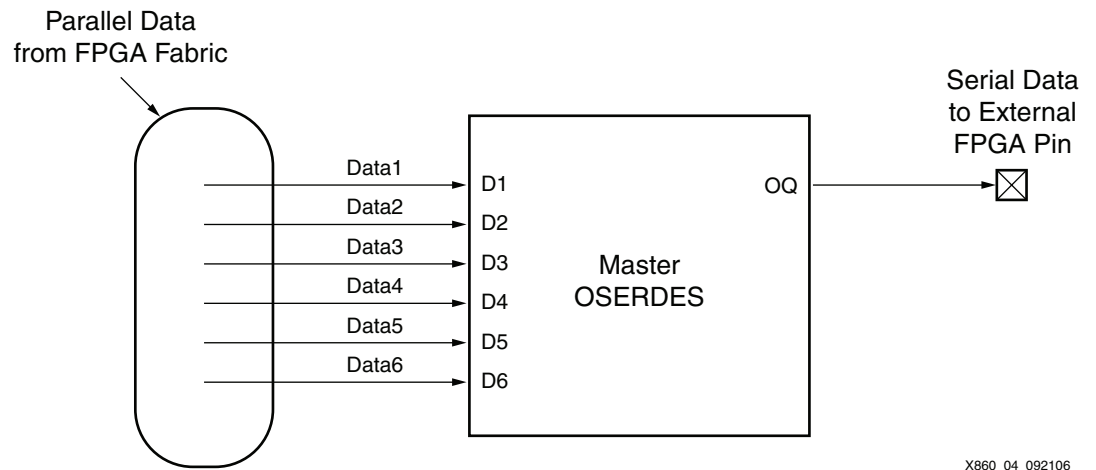 Parallel Data
from FPGA Fabric
Serial Data
to External
FPGA Pin
Data1
D1
OQ
Data2
D2
Data3
D3
Master
OSERDES
Data4
D4
Data5
D5
Data6
D6
X860_04_092106